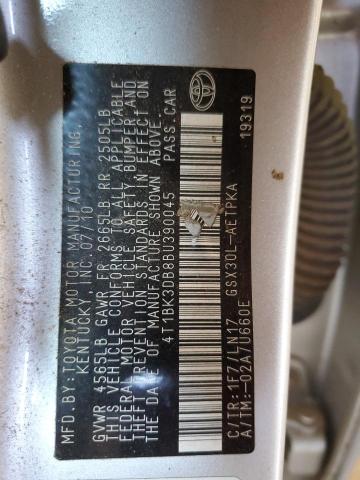 MFD.BY:TOYOTA MOTOR MANUFACTURING,
KENTUCKY, INC. 07/10
GVWR 4565LB GAWR FR 2665LB RR 2505LB
THIS VEHICLE CONFORMS TO ALL APPLICABLE
FEDERAL MOTOR VEHICLE SAFETY, BUMPER AND
THEFT PREVENTION STANDARDS IN EFFECT ON
THE DATE OF MANUFACTURE SHOWN ABOVE.
4T1BK3DB8BU390945 PASS.CAR
C/TR:1F7/LN17 GSX30L-AETPKA
A/TM:-02A/U660E 19319
TOYOTA